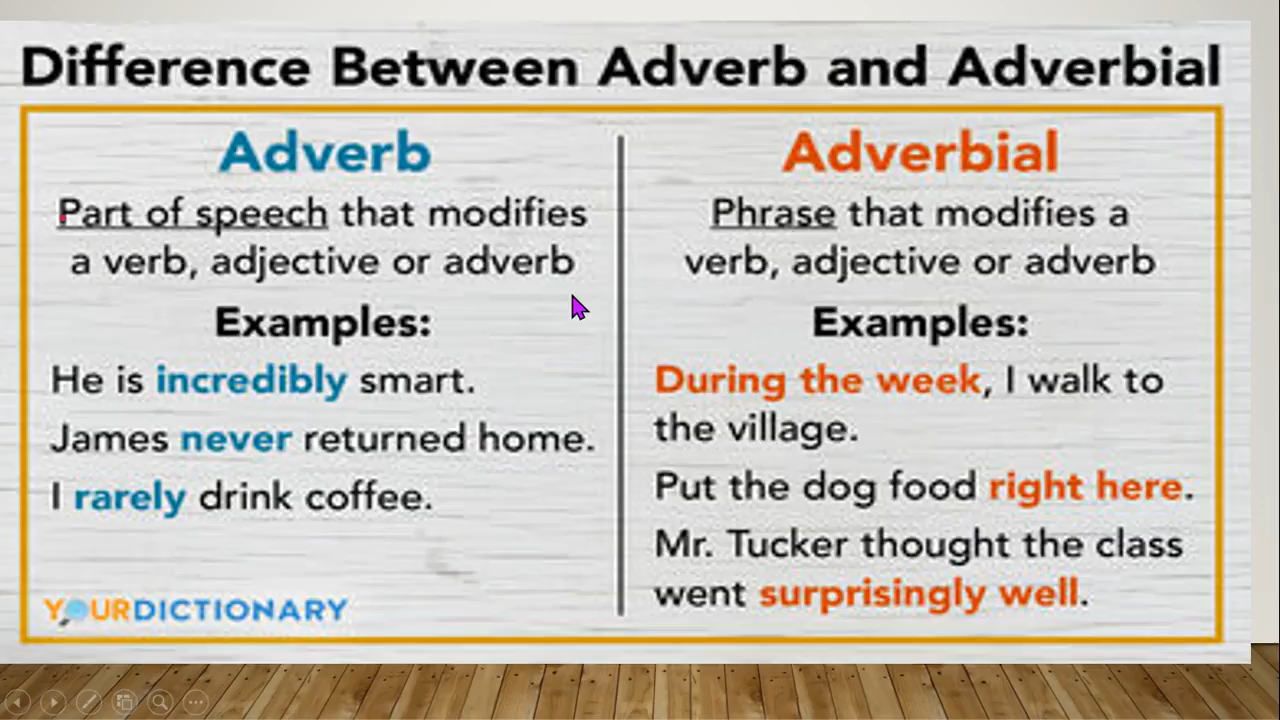 Difference Between Adverb and Adverbial
Adverb
Part of speech that modifies
a verb, adjective or adverb
Examples:
He is incredibly smart.
James never returned home.
I rarely drink coffee.
YOURDICTIONARY
Adverbial
Phrase that modifies a
verb, adjective or adverb
Examples:
During the week, I walk to
the village.
Put the dog food right here.
Mr. Tucker thought the class
went surprisingly well.